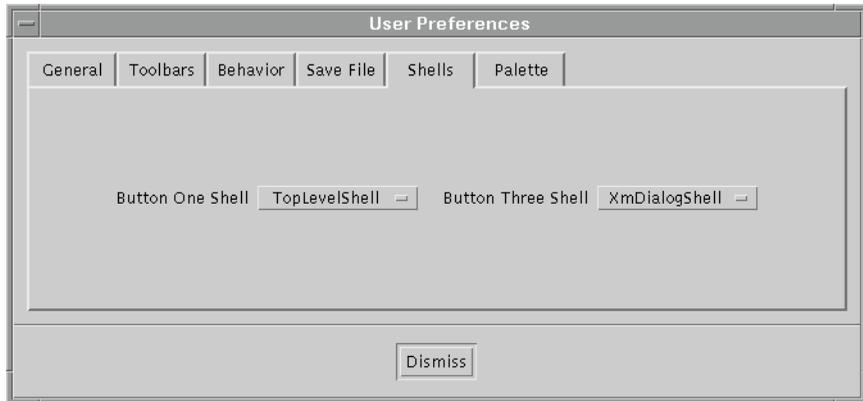 User Preferences
General Toolbars Behavior Save File Shells Palette
Button One Shell TopLevelShell Button Three Shell XmDialogShell
Dismiss